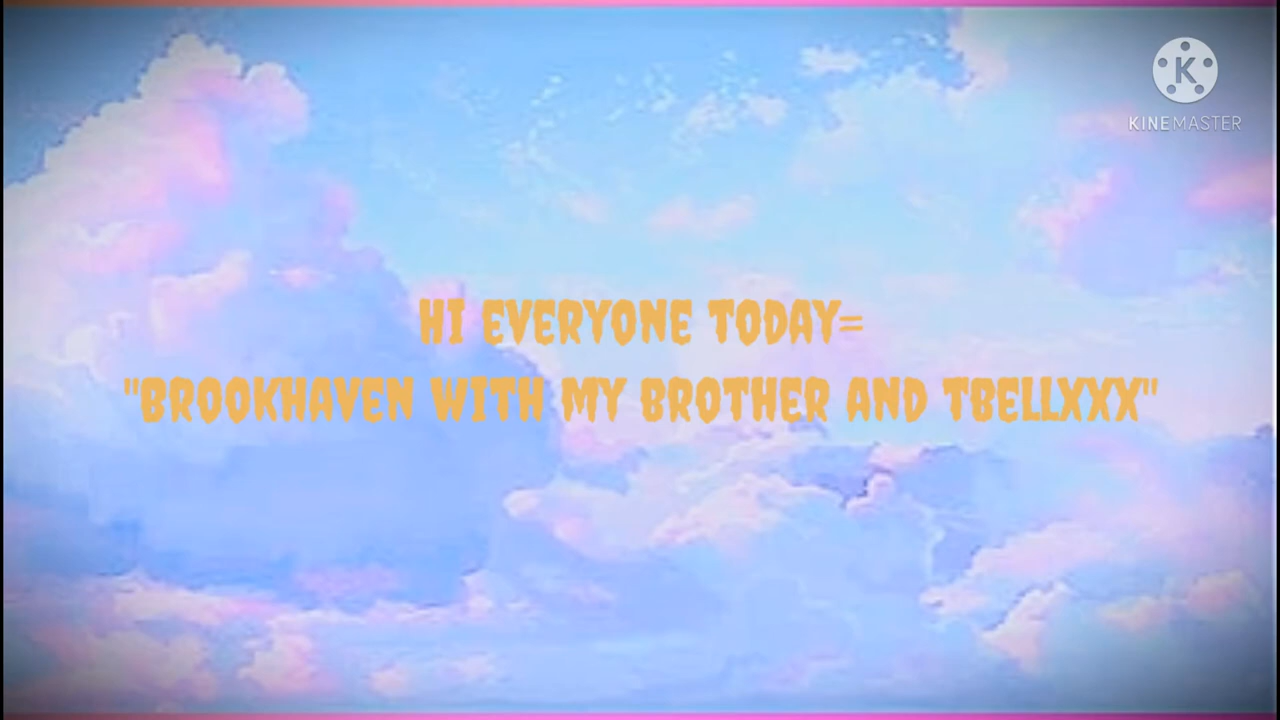 K
KINEMASTER
HI EVERYONE TODAY=
"BROOKHAVEN WITH MY BROTHER AND TBELLXXX"